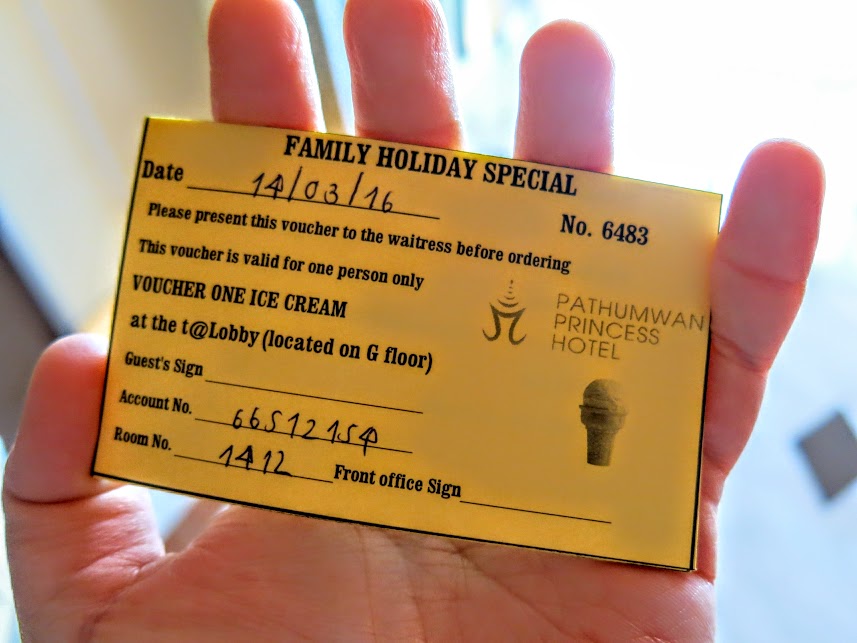 FAMILY HOLIDAY SPECIAL
Date 14/03/16
No. 6483
Please present this voucher to the waitress before ordering
This voucher is valid for one person only
VOUCHER ONE ICE CREAM
at the t@Lobby (located on G floor)
PATHUMWAN
PRINCESS
HOTEL
Guest's Sign
Account No. 66512154
Room No. 1412 Front office Sign